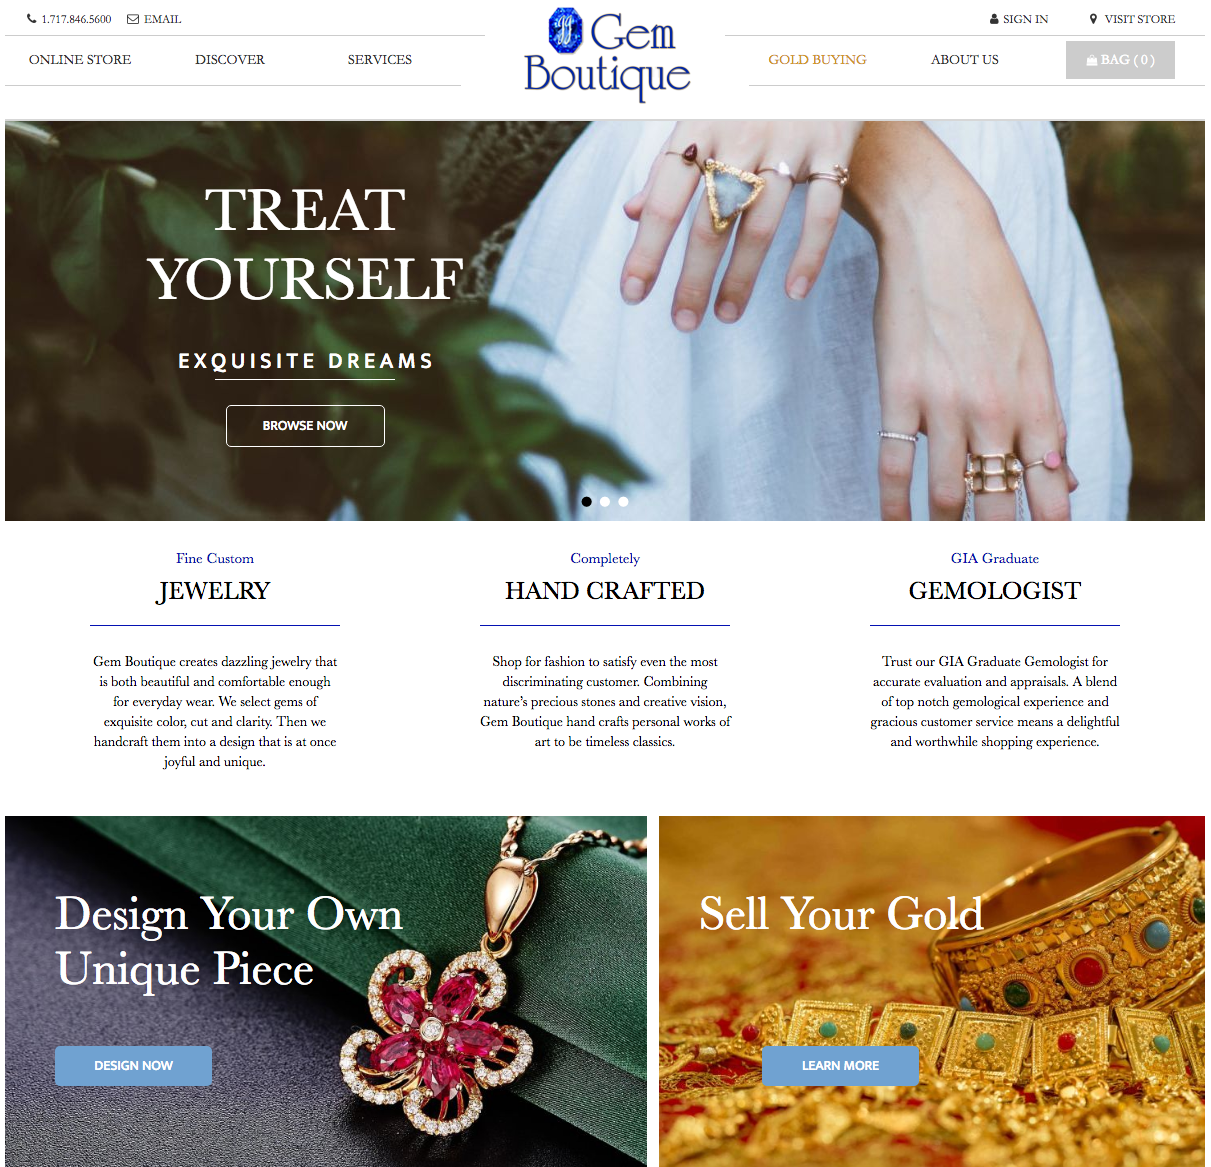 1.717.846.5600 EMAIL
SIGN IN VISIT STORE
ONLINE STORE DISCOVER SERVICES
Gem
Boutique
GOLD BUYING ABOUT US BAG ( 0 )
TREAT
YOURSELF
EXQUISITE DREAMS
BROWSE NOW
Fine Custom
JEWELRY
Gem Boutique creates dazzling jewelry that
is both beautiful and comfortable enough
for everyday wear. We select gems of
exquisite color, cut and clarity. Then we
handcraft them into a design that is at once
joyful and unique.
Completely
HAND CRAFTED
Shop for fashion to satisfy even the most
discriminating customer. Combining
nature’s precious stones and creative vision,
Gem Boutique hand crafts personal works of
art to be timeless classics.
GIA Graduate
GEMOLOGIST
Trust our GIA Graduate Gemologist for
accurate evaluation and appraisals. A blend
of top notch gemological experience and
gracious customer service means a delightful
and worthwhile shopping experience.
Design Your Own
Unique Piece
DESIGN NOW
Sell Your Gold
LEARN MORE